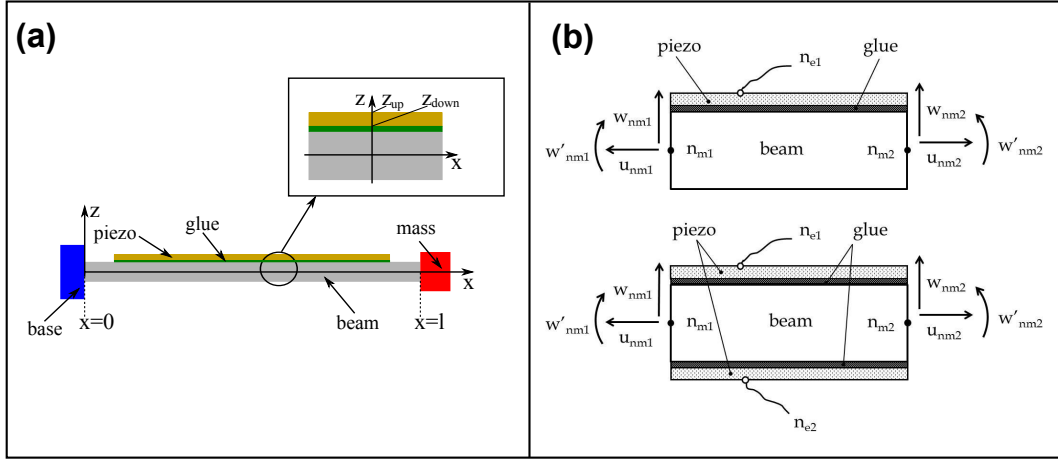 (a)
z
z_up
z_down
x
z
piezo
glue
mass
x
base
x=0
beam
x=l
(b)
piezo
n_e1
glue
w_nm1
w_nm2
w'_nm1
u_nm1
n_m1
beam
n_m2
u_nm2
w'_nm2
piezo
n_e1
glue
w_nm1
w_nm2
w'_nm1
u_nm1
n_m1
beam
n_m2
u_nm2
w'_nm2
n_e2